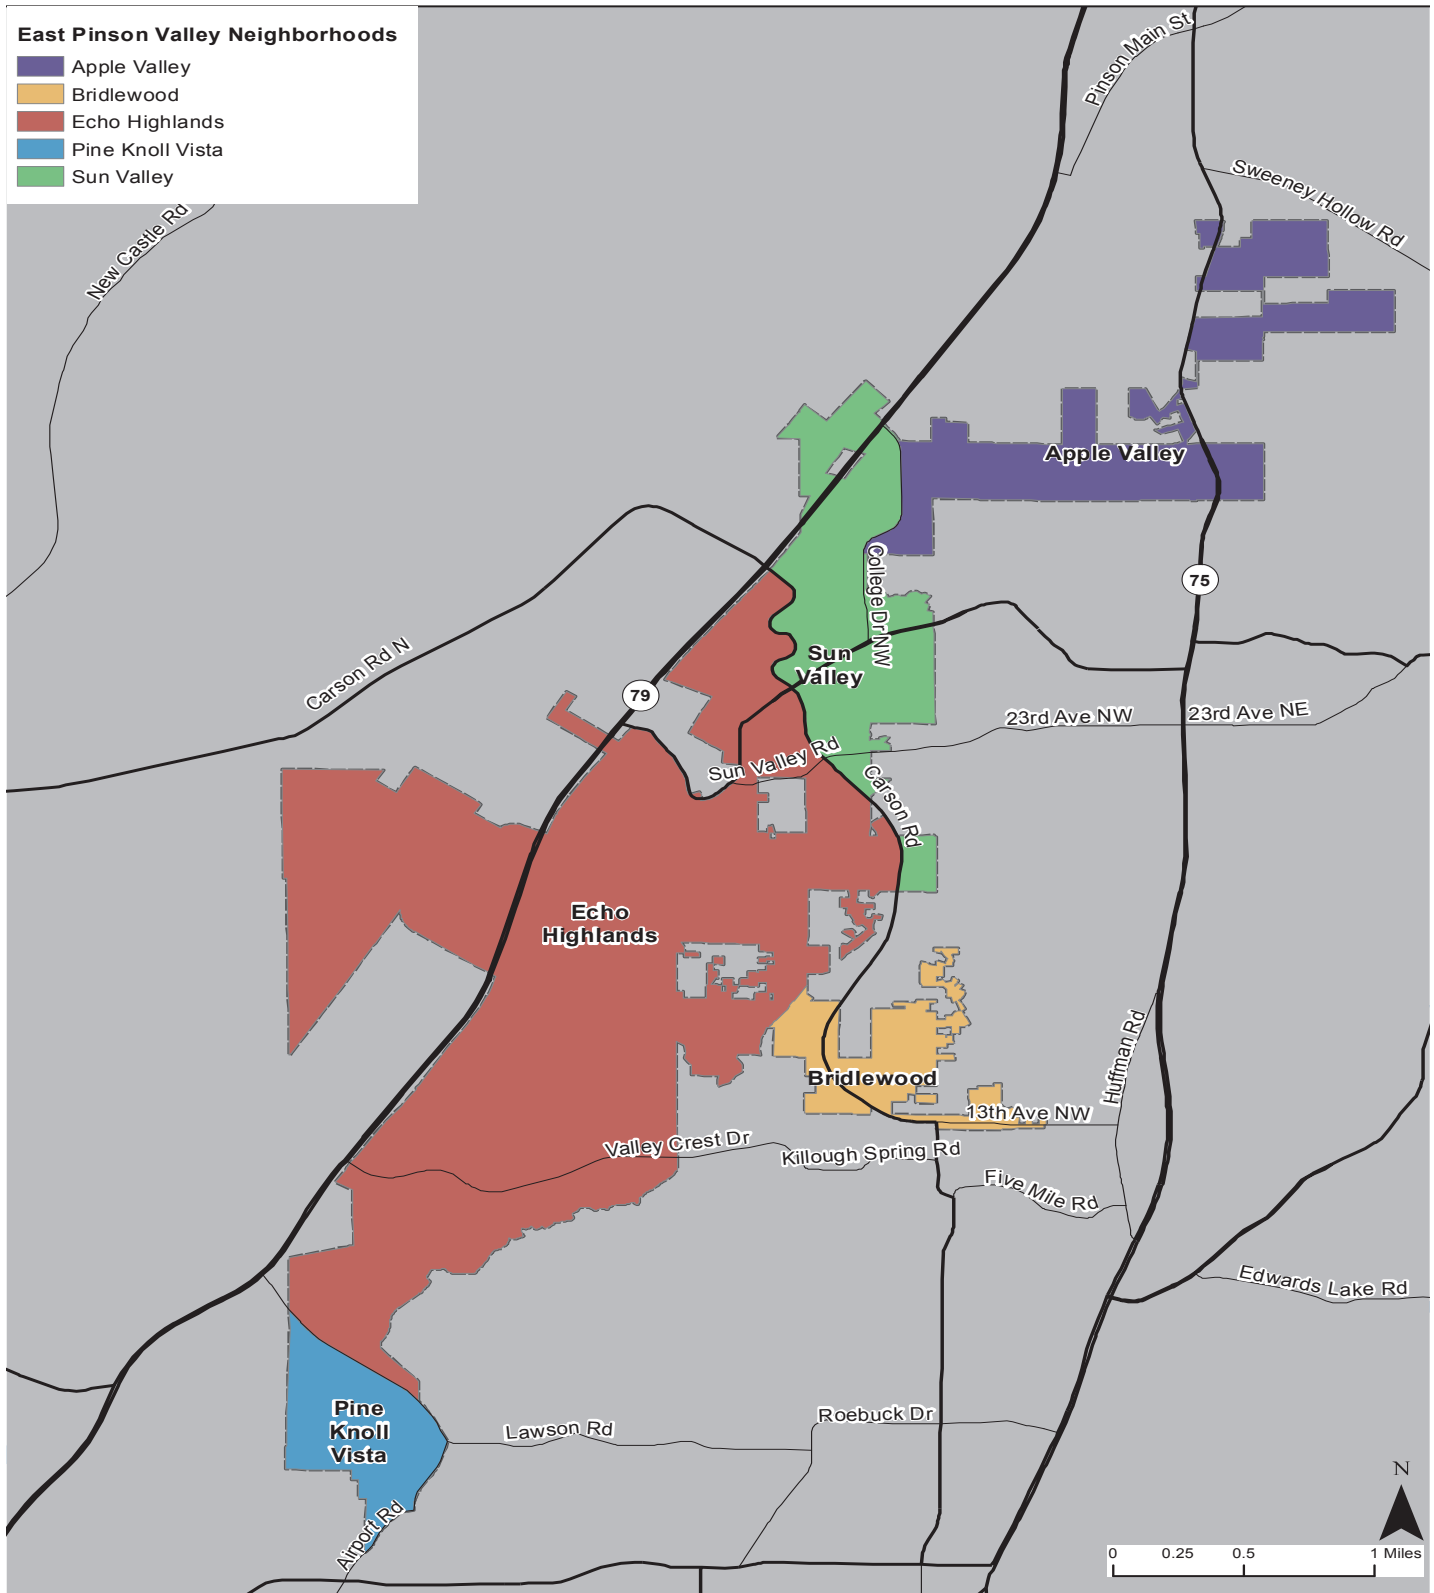 East Pinson Valley Neighborhoods
Apple Valley
Bridlewood
Echo Highlands
Pine Knoll Vista
Sun Valley
Pinson Main St
Sweeney Hollow Rd
New Castle Rd
Apple Valley
College Dr NW
75
Carson Rd N
Sun
Valley
79
23rd Ave NW
23rd Ave NE
Sun Valley Rd
Carson Rd
Echo
Highlands
Huffman Rd
Bridlewood
13th Ave NW
Valley Crest Dr
Killough Spring Rd
Five Mile Rd
Edwards Lake Rd
Pine
Knoll
Vista
Lawson Rd
Roebuck Dr
Airport Rd
N
0 0.25 0.5 1 Miles